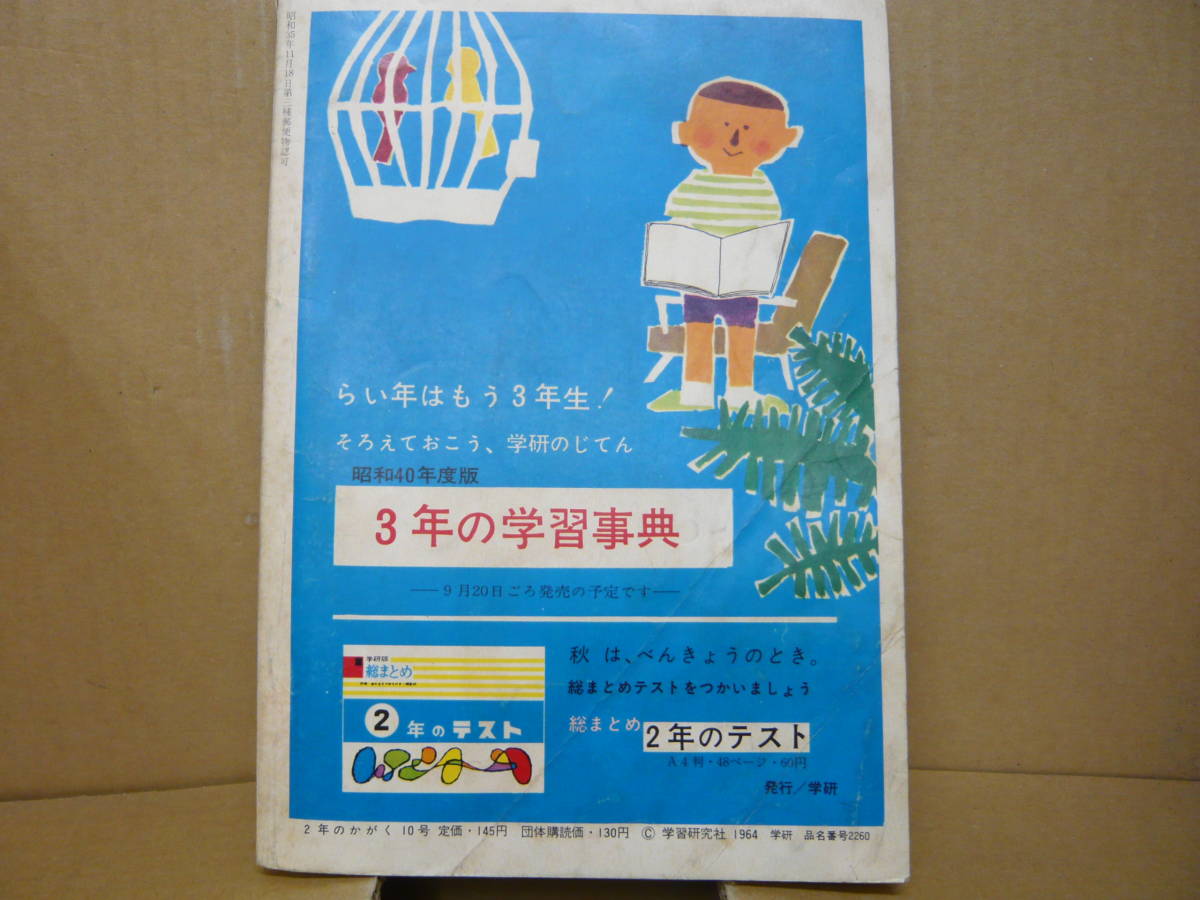 昭和35年11月18日第三種郵便物認可
らい年はもう3年生!
そろえておこう、学研のじてん
昭和40年度版
3年の学習事典
——9月20日ごろ発売の予定です——
学研版
総まとめ
2年のテスト
秋は、べんきょうのとき。
総まとめテストをつかいましょう
総まとめ 2年のテスト
A4判・48ページ・60円
発行/学研
2年のかがく 10号 定価・145円 団体購読価・130円 © 学習研究社 1964 学研 品名番号2260